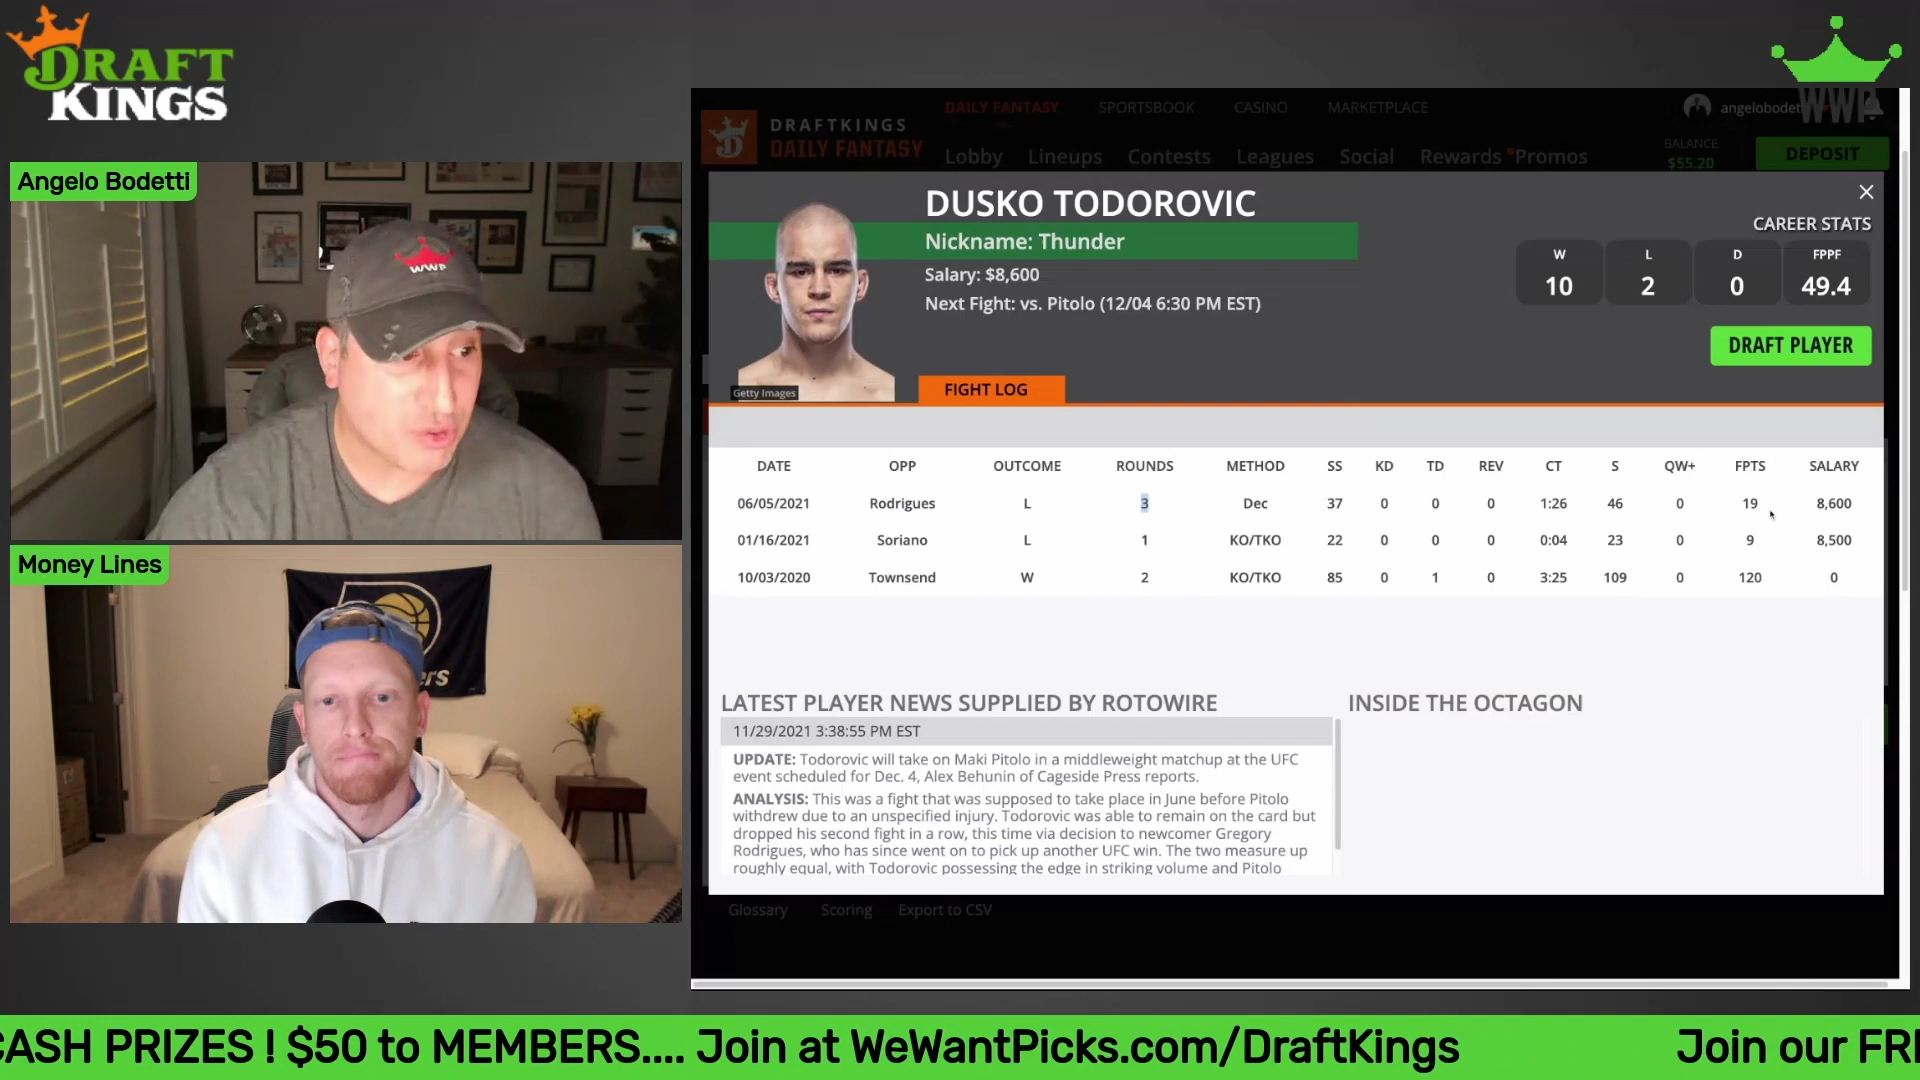 DRAFT
KINGS
WWP
Angelo Bodetti
WWP
Money Lines
ers
DAILY FANTASY SPORTSBOOK CASINO MARKETPLACE
angelobodet
DRAFTKINGS
DAILY FANTASY
Lobby Lineups Contests Leagues Social Rewards Promos
BALANCE
$55.20
DEPOSIT
DUSKO TODOROVIC
Nickname: Thunder
Salary: $8,600
Next Fight: vs. Pitolo (12/04 6:30 PM EST)
Getty Images
CAREER STATS
W L D FPPF
10 2 0 49.4
DRAFT PLAYER
FIGHT LOG
DATE OPP OUTCOME ROUNDS METHOD SS KD TD REV CT S QW+ FPTS SALARY
06/05/2021 Rodrigues L 3 Dec 37 0 0 0 1:26 46 0 19 8,600
01/16/2021 Soriano L 1 KO/TKO 22 0 0 0 0:04 23 0 9 8,500
10/03/2020 Townsend W 2 KO/TKO 85 0 1 0 3:25 109 0 120 0
LATEST PLAYER NEWS SUPPLIED BY ROTOWIRE
11/29/2021 3:38:55 PM EST
UPDATE: Todorovic will take on Maki Pitolo in a middleweight matchup at the UFC
event scheduled for Dec. 4, Alex Behunin of Cageside Press reports.
ANALYSIS: This was a fight that was supposed to take place in June before Pitolo
withdrew due to an unspecified injury. Todorovic was able to remain on the card but
dropped his second fight in a row, this time via decision to newcomer Gregory
Rodrigues, who has since went on to pick up another UFC win. The two measure up
roughly equal, with Todorovic possessing the edge in striking volume and Pitolo
INSIDE THE OCTAGON
Glossary Scoring Export to CSV
CASH PRIZES ! $50 to MEMBERS.... Join at WeWantPicks.com/DraftKings Join our FRE